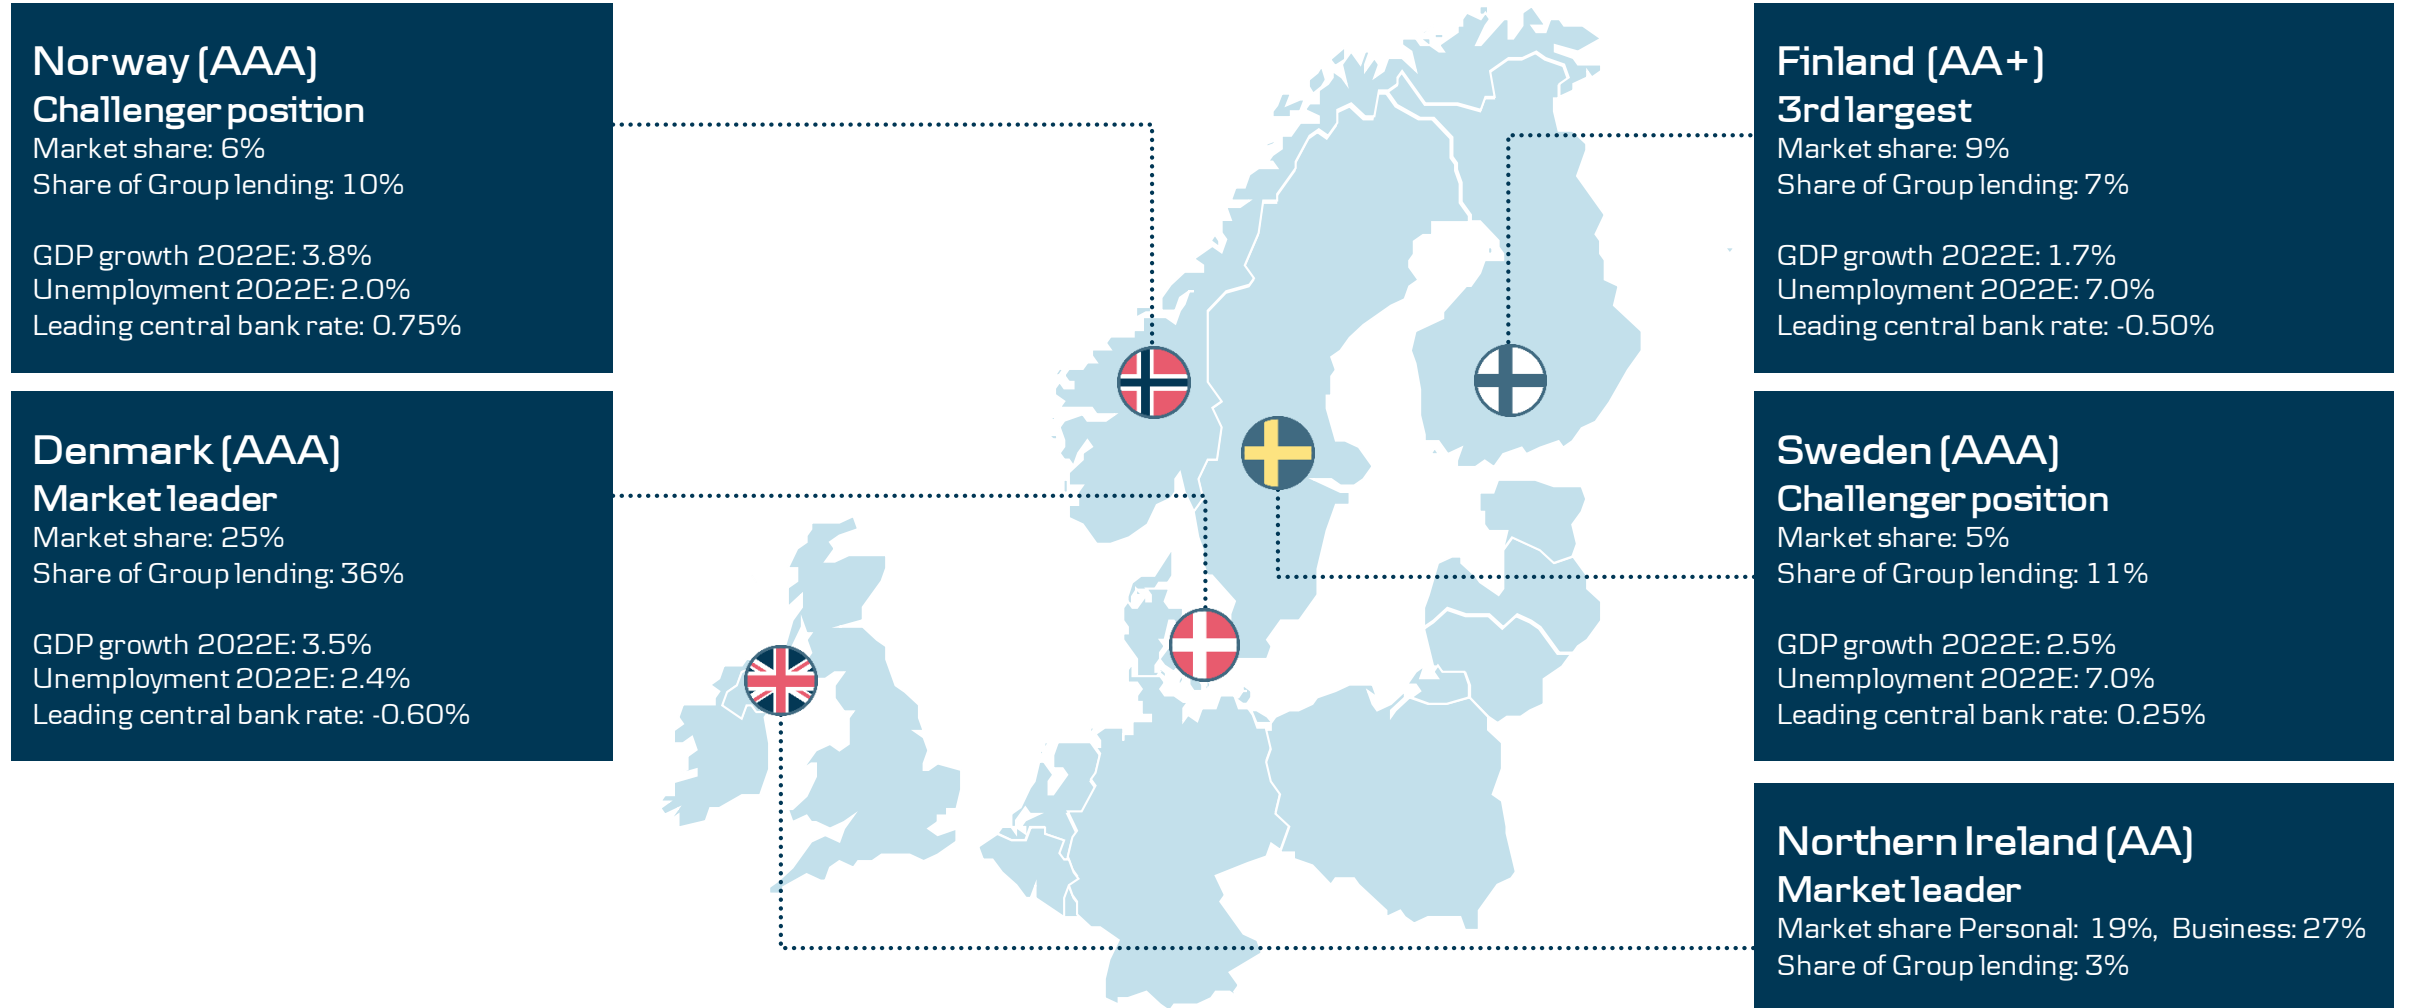 Norway (AAA)
Challenger position
Market share: 6%
Share of Group lending: 10%
GDP growth 2022E: 3.8%
Unemployment 2022E: 2.0%
Leading central bank rate: 0.75%
Denmark (AAA)
Market leader
Market share: 25%
Share of Group lending: 36%
GDP growth 2022E: 3.5%
Unemployment 2022E: 2.4%
Leading central bank rate: -0.60%
Finland (AA+)
3rd largest
Market share: 9%
Share of Group lending: 7%
GDP growth 2022E: 1.7%
Unemployment 2022E: 7.0%
Leading central bank rate: -0.50%
Sweden (AAA)
Challenger position
Market share: 5%
Share of Group lending: 11%
GDP growth 2022E: 2.5%
Unemployment 2022E: 7.0%
Leading central bank rate: 0.25%
Northern Ireland (AA)
Market leader
Market share Personal: 19%, Business: 27%
Share of Group lending: 3%